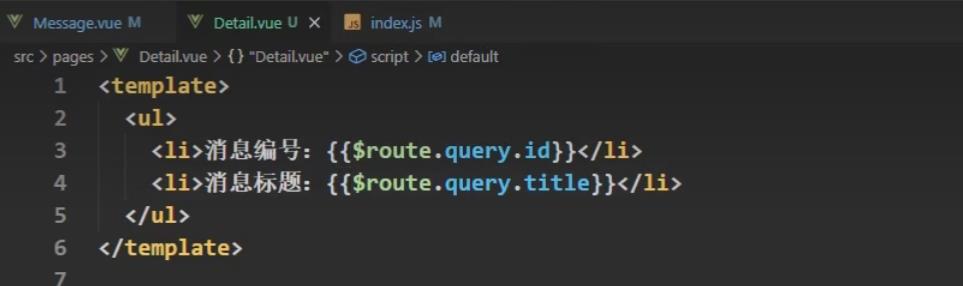 Message.vue M Detail.vue U × JS index.js M
src > pages > Detail.vue > {} "Detail.vue" > script > default
1 <template>
2 <ul>
3 <li>消息编号：{{$route.query.id}}</li>
4 <li>消息标题：{{$route.query.title}}</li>
5 </ul>
6 </template>
7